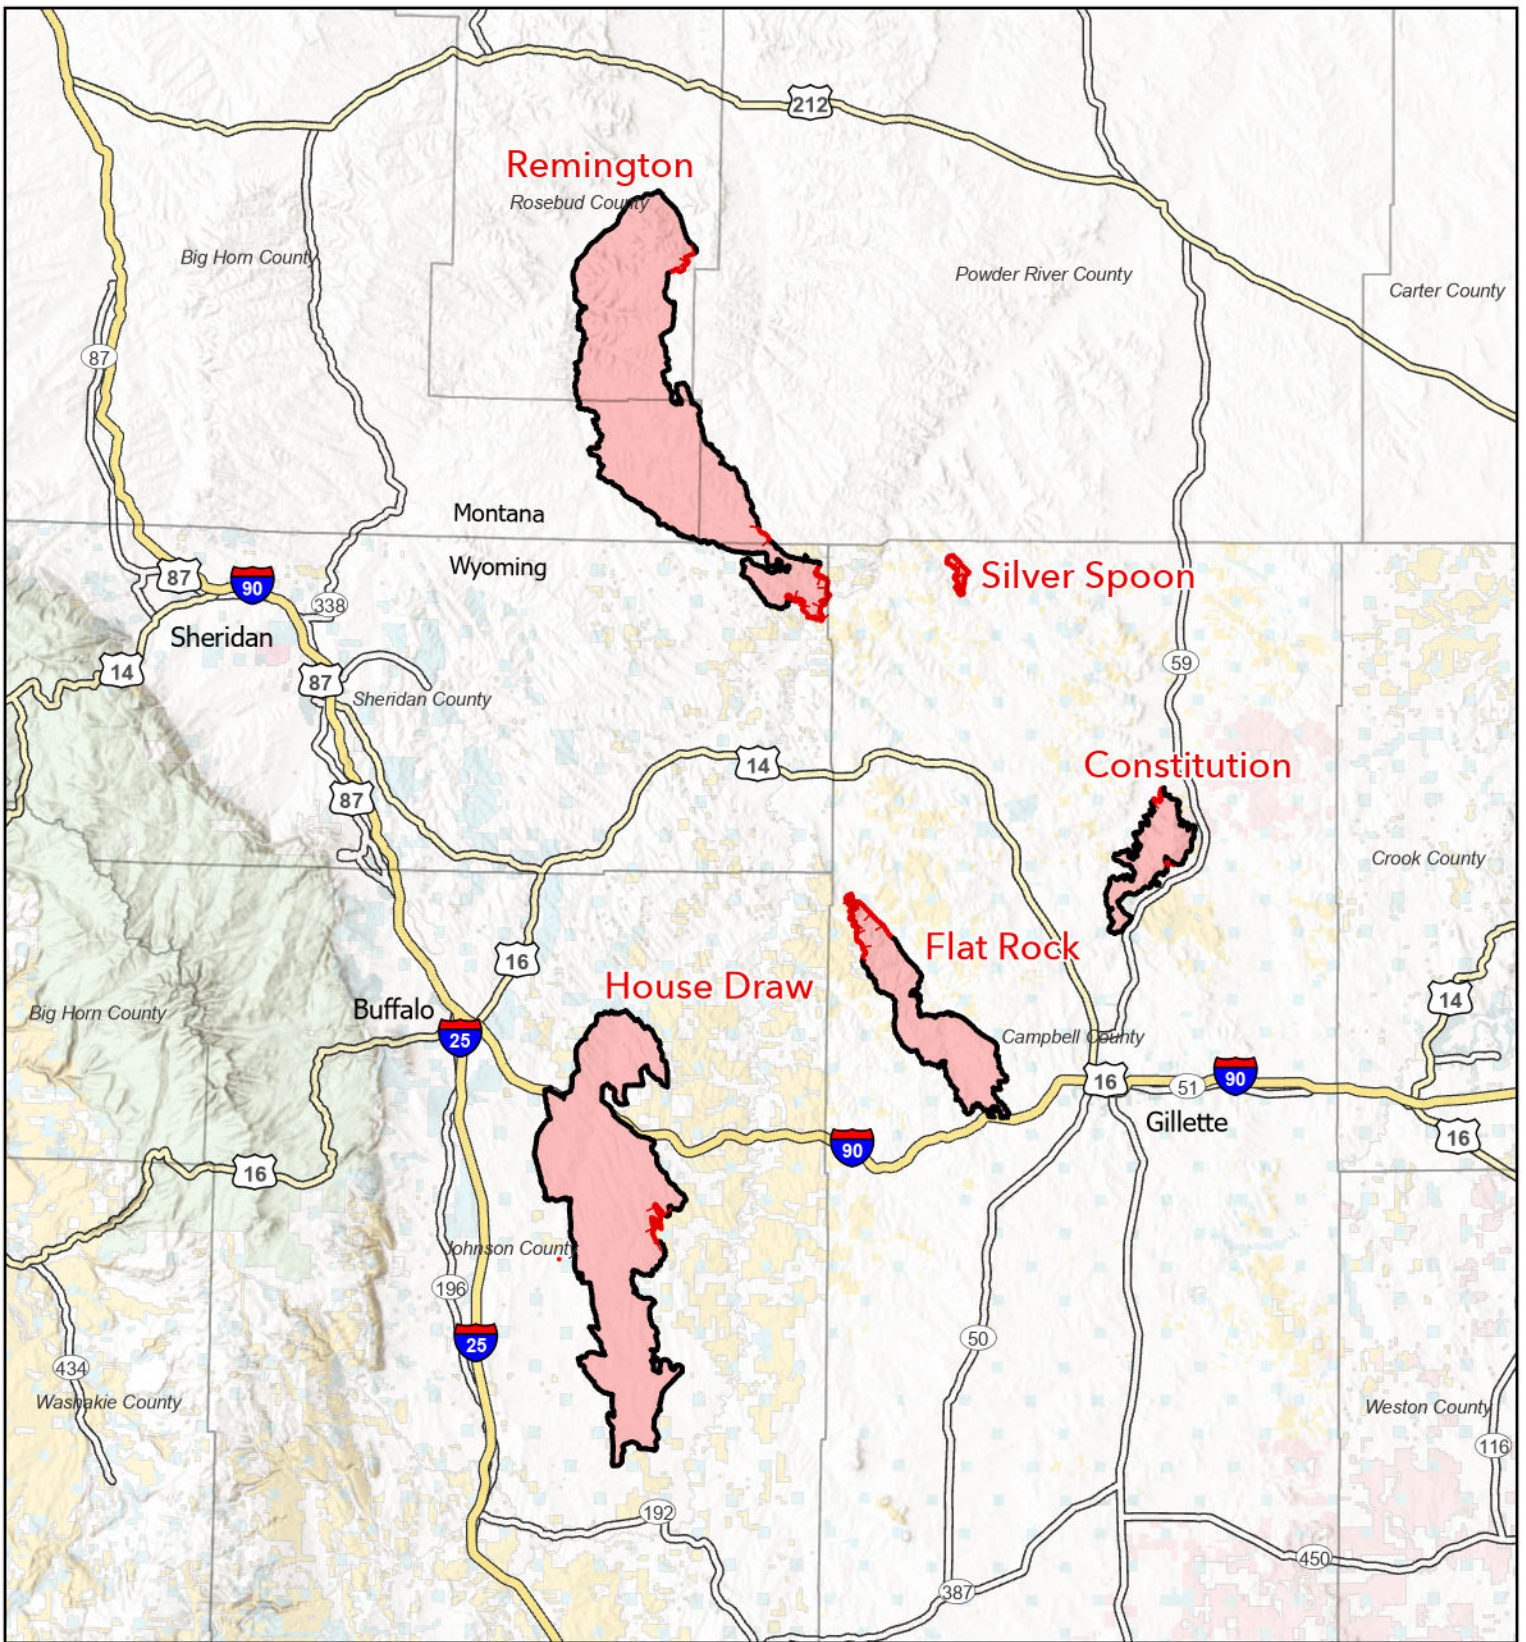 212
Remington
Rosebud County
Big Horn County
Powder River County
Carter County
87
Montana
Wyoming
87
90
338
Silver Spoon
Sheridan
14
87
59
Sheridan County
14
Constitution
87
Crook County
Flat Rock
16
House Draw
14
Buffalo
Big Horn County
25
Campbell County
16
51
90
Gillette
16
90
16
Johnson County
196
50
25
434
Washakie County
Weston County
116
192
450
387